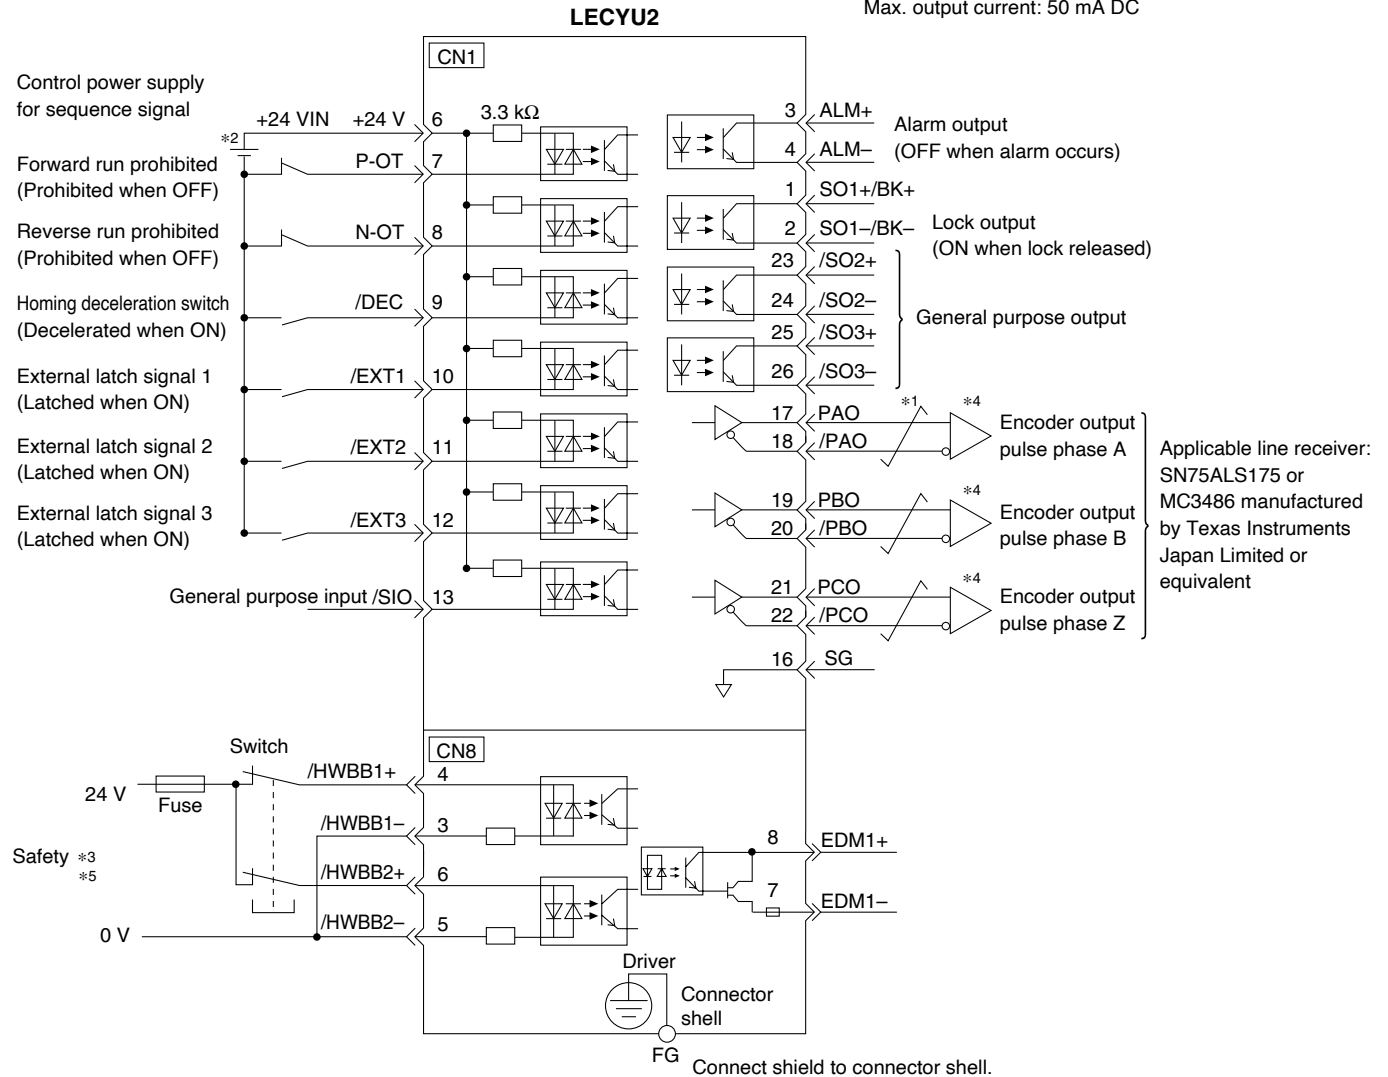 Max. output current: 50 mA DC
LECYU2
CN1
Control power supply
for sequence signal
*2
+24 VIN
+24 V
6
3.3 kΩ
Forward run prohibited
(Prohibited when OFF)
P-OT
7
Reverse run prohibited
(Prohibited when OFF)
N-OT
8
Homing deceleration switch
(Decelerated when ON)
/DEC
9
External latch signal 1
(Latched when ON)
/EXT1
10
External latch signal 2
(Latched when ON)
/EXT2
11
External latch signal 3
(Latched when ON)
/EXT3
12
General purpose input /SIO
13
3
ALM+
4
ALM–
Alarm output
(OFF when alarm occurs)
1
SO1+/BK+
2
SO1–/BK–
Lock output
(ON when lock released)
23
/SO2+
24
/SO2–
25
/SO3+
26
/SO3–
General purpose output
17
PAO
18
/PAO
*1
*4
Encoder output
pulse phase A
19
PBO
20
/PBO
*4
Encoder output
pulse phase B
21
PCO
22
/PCO
*4
Encoder output
pulse phase Z
Applicable line receiver:
SN75ALS175 or
MC3486 manufactured
by Texas Instruments
Japan Limited or
equivalent
16
SG
CN8
Switch
24 V
Fuse
/HWBB1+
4
/HWBB1–
3
Safety *3
*5
/HWBB2+
6
/HWBB2–
5
0 V
8
EDM1+
7
EDM1–
Driver
Connector
shell
FG
Connect shield to connector shell.